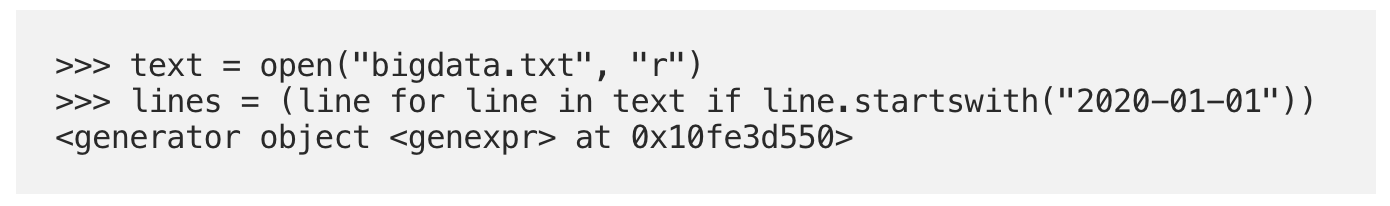 >>> text = open("bigdata.txt", "r")
>>> lines = (line for line in text if line.startswith("2020-01-01"))
<generator object <genexpr> at 0x10fe3d550>